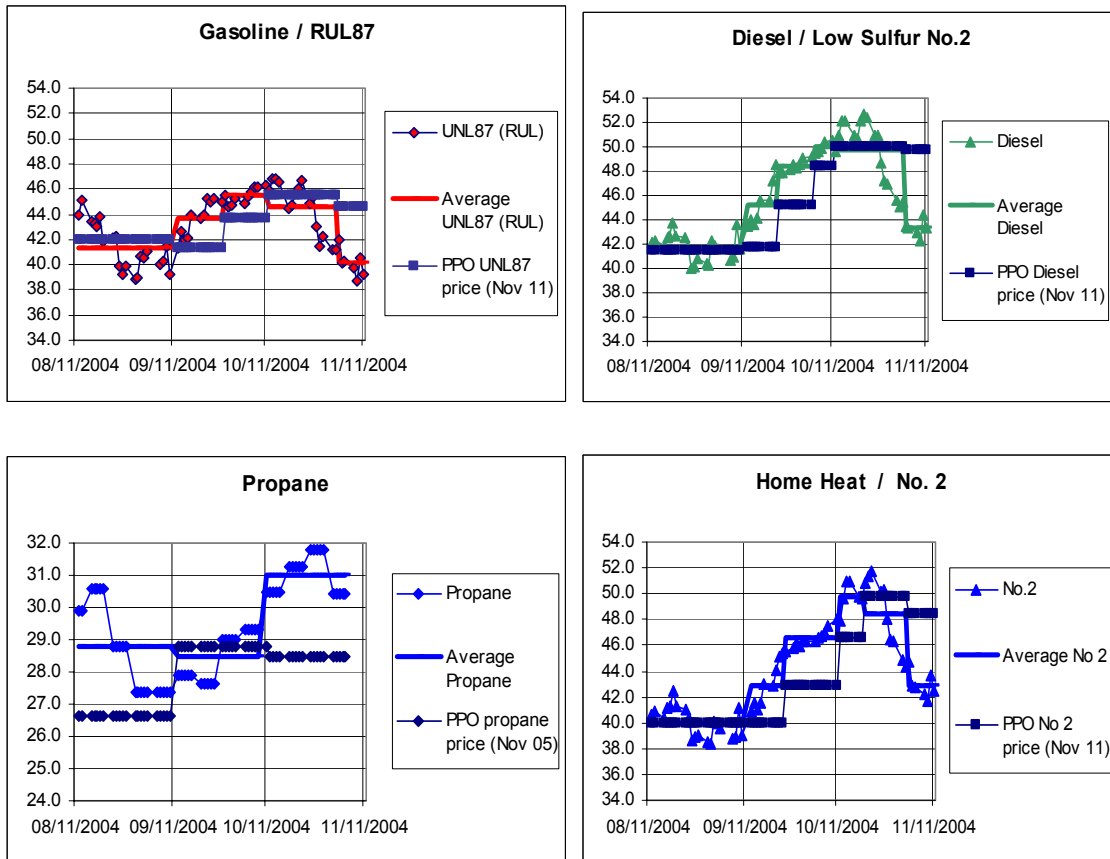 Gasoline / RUL87
54.0
52.0
50.0
48.0
46.0
44.0
42.0
40.0
38.0
36.0
34.0
08/11/2004 09/11/2004 10/11/2004 11/11/2004
UNL87 (RUL)
Average
UNL87 (RUL)
PPO UNL87
price (Nov 11)
Diesel / Low Sulfur No.2
54.0
52.0
50.0
48.0
46.0
44.0
42.0
40.0
38.0
36.0
34.0
08/11/2004 09/11/2004 10/11/2004 11/11/2004
Diesel
Average
Diesel
PPO Diesel
price (Nov 11)
Propane
32.0
31.0
30.0
29.0
28.0
27.0
26.0
25.0
24.0
08/11/2004 09/11/2004 10/11/2004 11/11/2004
Propane
Average
Propane
PPO propane
price (Nov 05)
Home Heat / No. 2
54.0
52.0
50.0
48.0
46.0
44.0
42.0
40.0
38.0
36.0
34.0
08/11/2004 09/11/2004 10/11/2004 11/11/2004
No.2
Average No 2
PPO No 2
price (Nov 11)